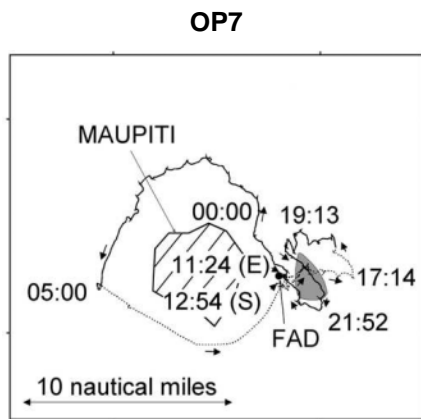 OP7
MAUPITI
00:00
19:13
11:24 (E)
17:14
05:00
12:54 (S)
21:52
FAD
10 nautical miles